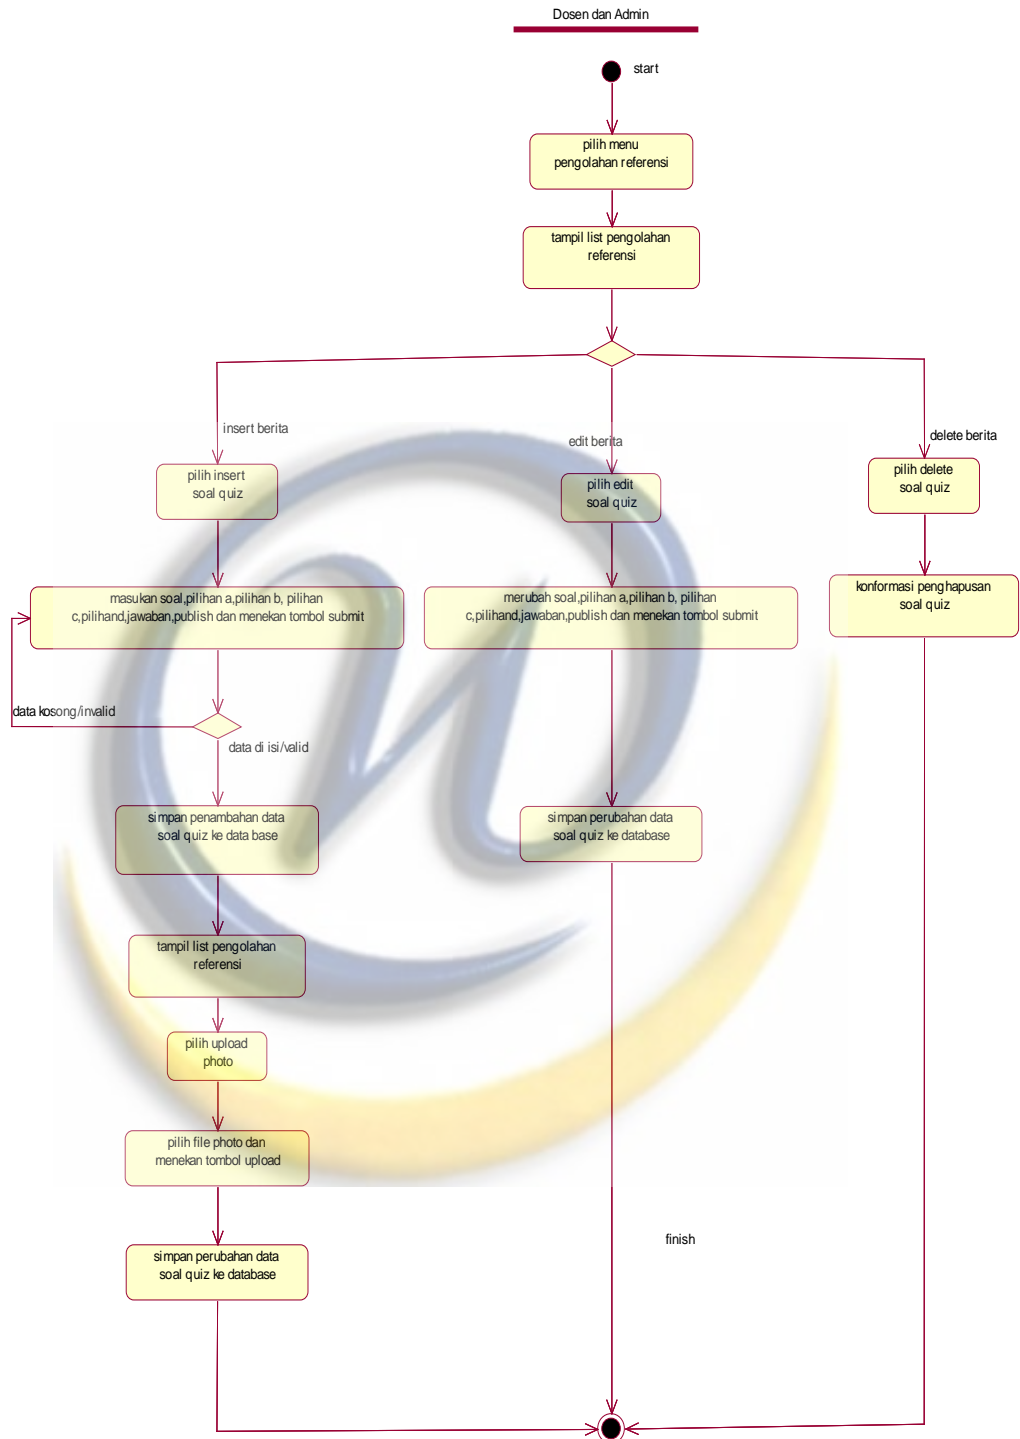 Dosen dan Admin
start
pilih menu
pengolahan referensi
tampil list pengolahan
referensi
insert berita
edit berita
delete berita
pilih insert
soal quiz
pilih edit
soal quiz
pilih delete
soal quiz
masukan soal,pilihan a,pilihan b, pilihan
c,pilihand,jawaban,publish dan menekan tombol submit
merubah soal,pilihan a,pilihan b, pilihan
c,pilihand,jawaban,publish dan menekan tombol submit
konformasi penghapusan
soal quiz
data kosong/invalid
data di isi/valid
simpan penambahan data
soal quiz ke data base
simpan perubahan data
soal quiz ke database
tampil list pengolahan
referensi
pilih upload
photo
pilih file photo dan
menekan tombol upload
simpan perubahan data
soal quiz ke database
finish